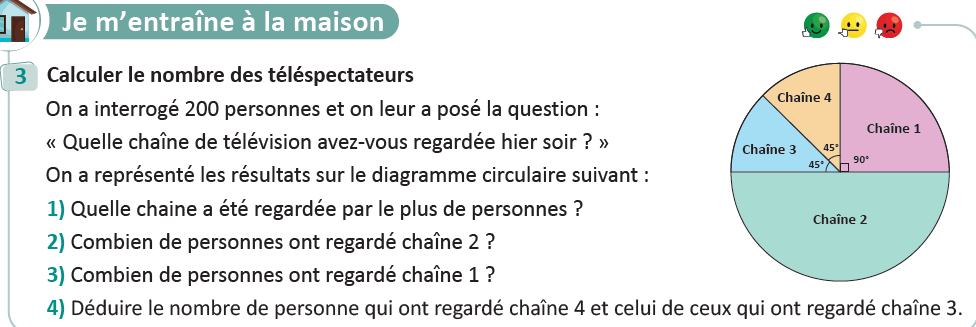 Je m'entraîne à la maison
3 Calculer le nombre des téléspectateurs
On a interrogé 200 personnes et on leur a posé la question :
« Quelle chaîne de télévision avez-vous regardée hier soir ? »
On a représenté les résultats sur le diagramme circulaire suivant :
1) Quelle chaine a été regardée par le plus de personnes ?
2) Combien de personnes ont regardé chaîne 2 ?
3) Combien de personnes ont regardé chaîne 1 ?
4) Déduire le nombre de personne qui ont regardé chaîne 4 et celui de ceux qui ont regardé chaîne 3.
Chaîne 4
Chaîne 1
Chaîne 3
45°
45°
90°
Chaîne 2